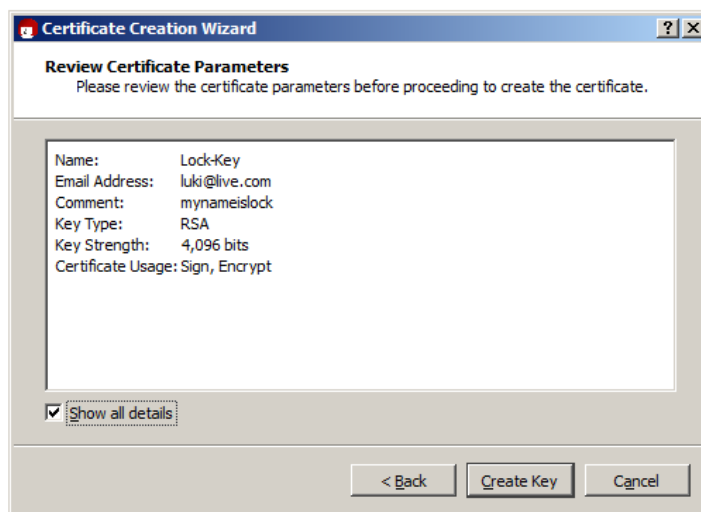 Certificate Creation Wizard
Review Certificate Parameters
Please review the certificate parameters before proceeding to create the certificate.
Name: Lock-Key
Email Address: luki@live.com
Comment: mynameislock
Key Type: RSA
Key Strength: 4,096 bits
Certificate Usage: Sign, Encrypt
Show all details
< Back Create Key Cancel